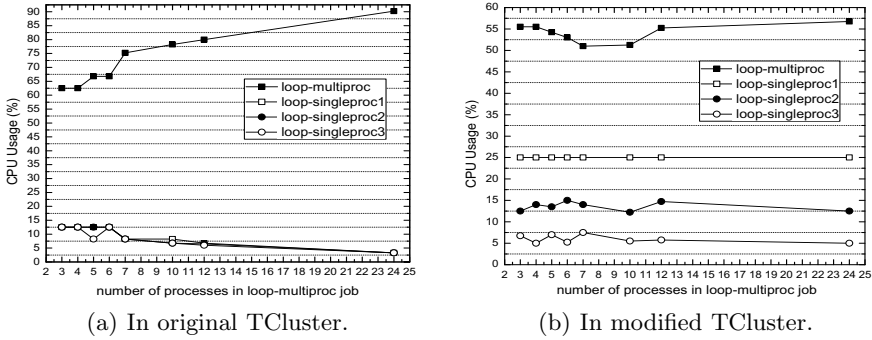 90
85
80
75
70
65
60
55
50
45
40
35
30
25
20
15
10
5
0
CPU Usage (%)
loop-multiproc
loop-singleproc1
loop-singleproc2
loop-singleproc3
2 3 4 5 6 7 8 9 10 11 12 13 14 15 16 17 18 19 20 21 22 23 24 25
number of processes in loop-multiproc job
(a) In original TCluster.
60
55
50
45
40
35
30
25
20
15
10
5
0
CPU Usage (%)
loop-multiproc
loop-singleproc1
loop-singleproc2
loop-singleproc3
2 3 4 5 6 7 8 9 10 11 12 13 14 15 16 17 18 19 20 21 22 23 24 25
number of processes in loop-multiproc job
(b) In modified TCluster.